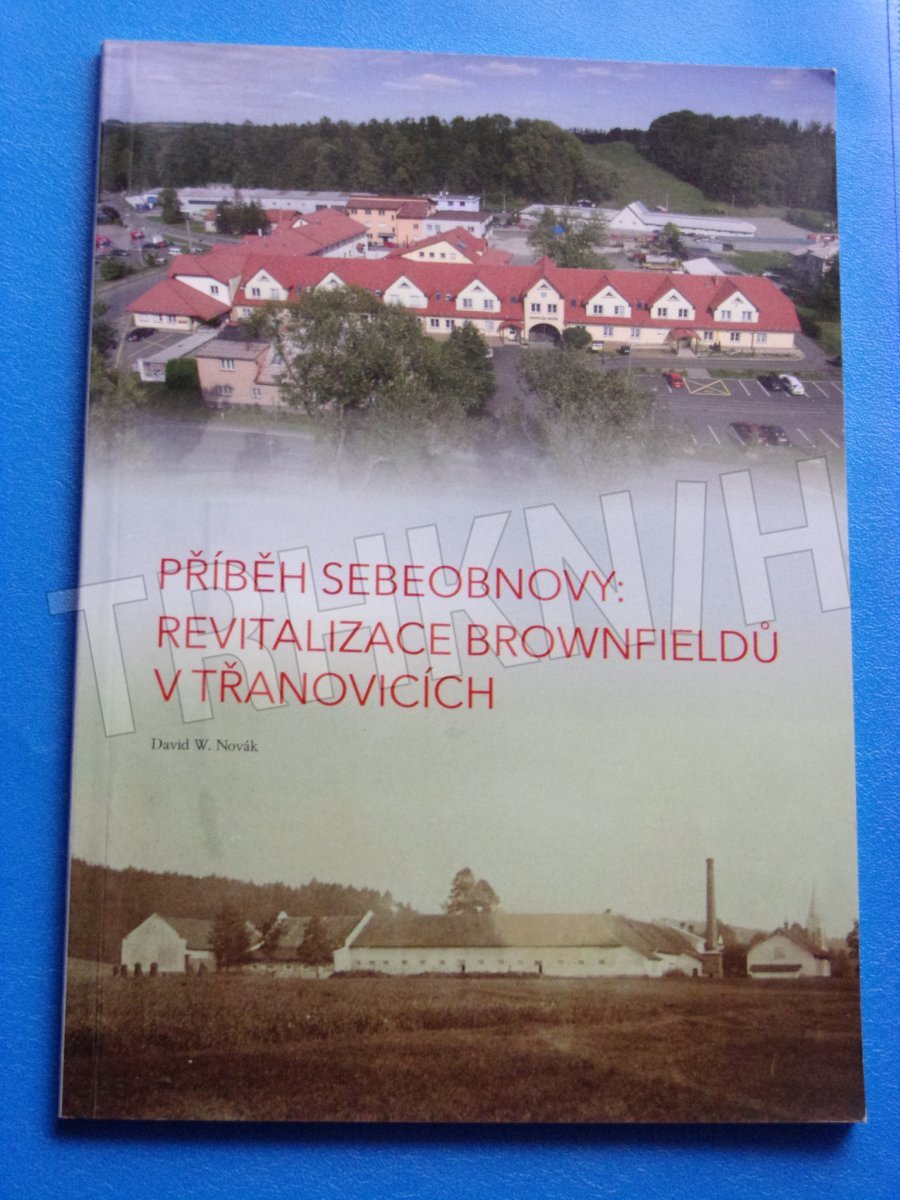 PŘÍBĚH SEBEOBNOVY:
REVITALIZACE BROWNFIELDŮ
V TŘANOVICÍCH
David W. Novák
TRHKNIH